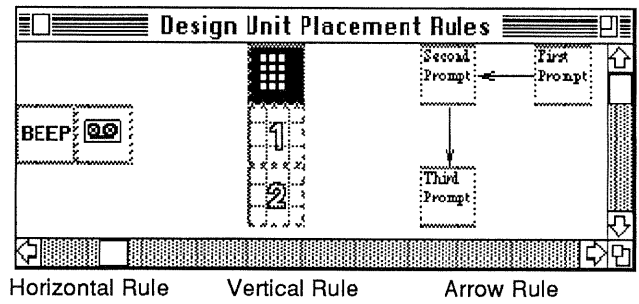 Design Unit Placement Rules
Second Prompt
First Prompt
BEEP
1
2
Third Prompt
Horizontal Rule Vertical Rule Arrow Rule